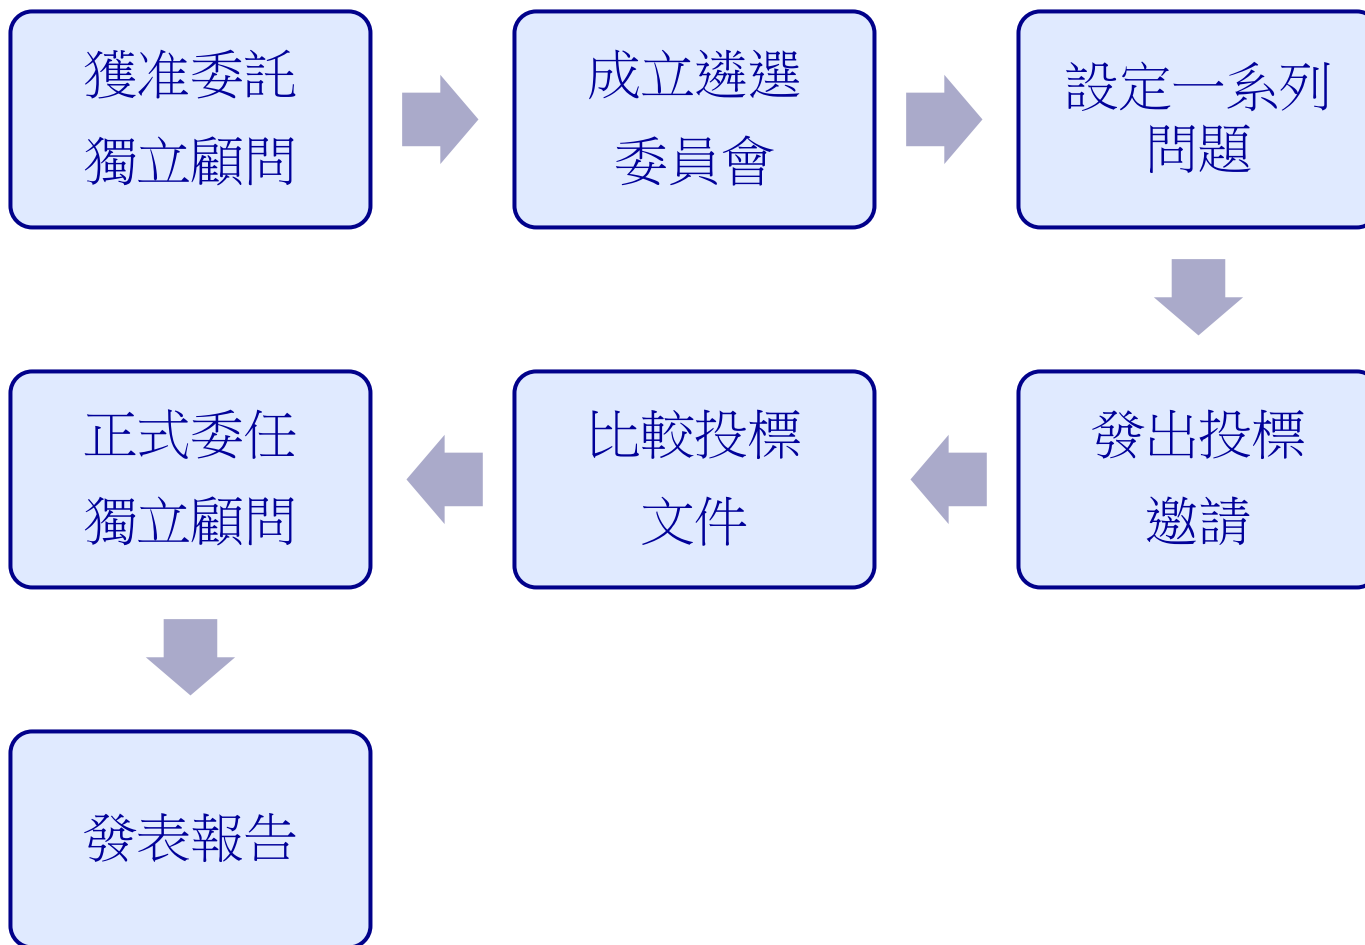 獲准委託
獨立顧問
成立遴選
委員會
設定一系列
問題
發出投標
邀請
比較投標
文件
正式委任
獨立顧問
發表報告